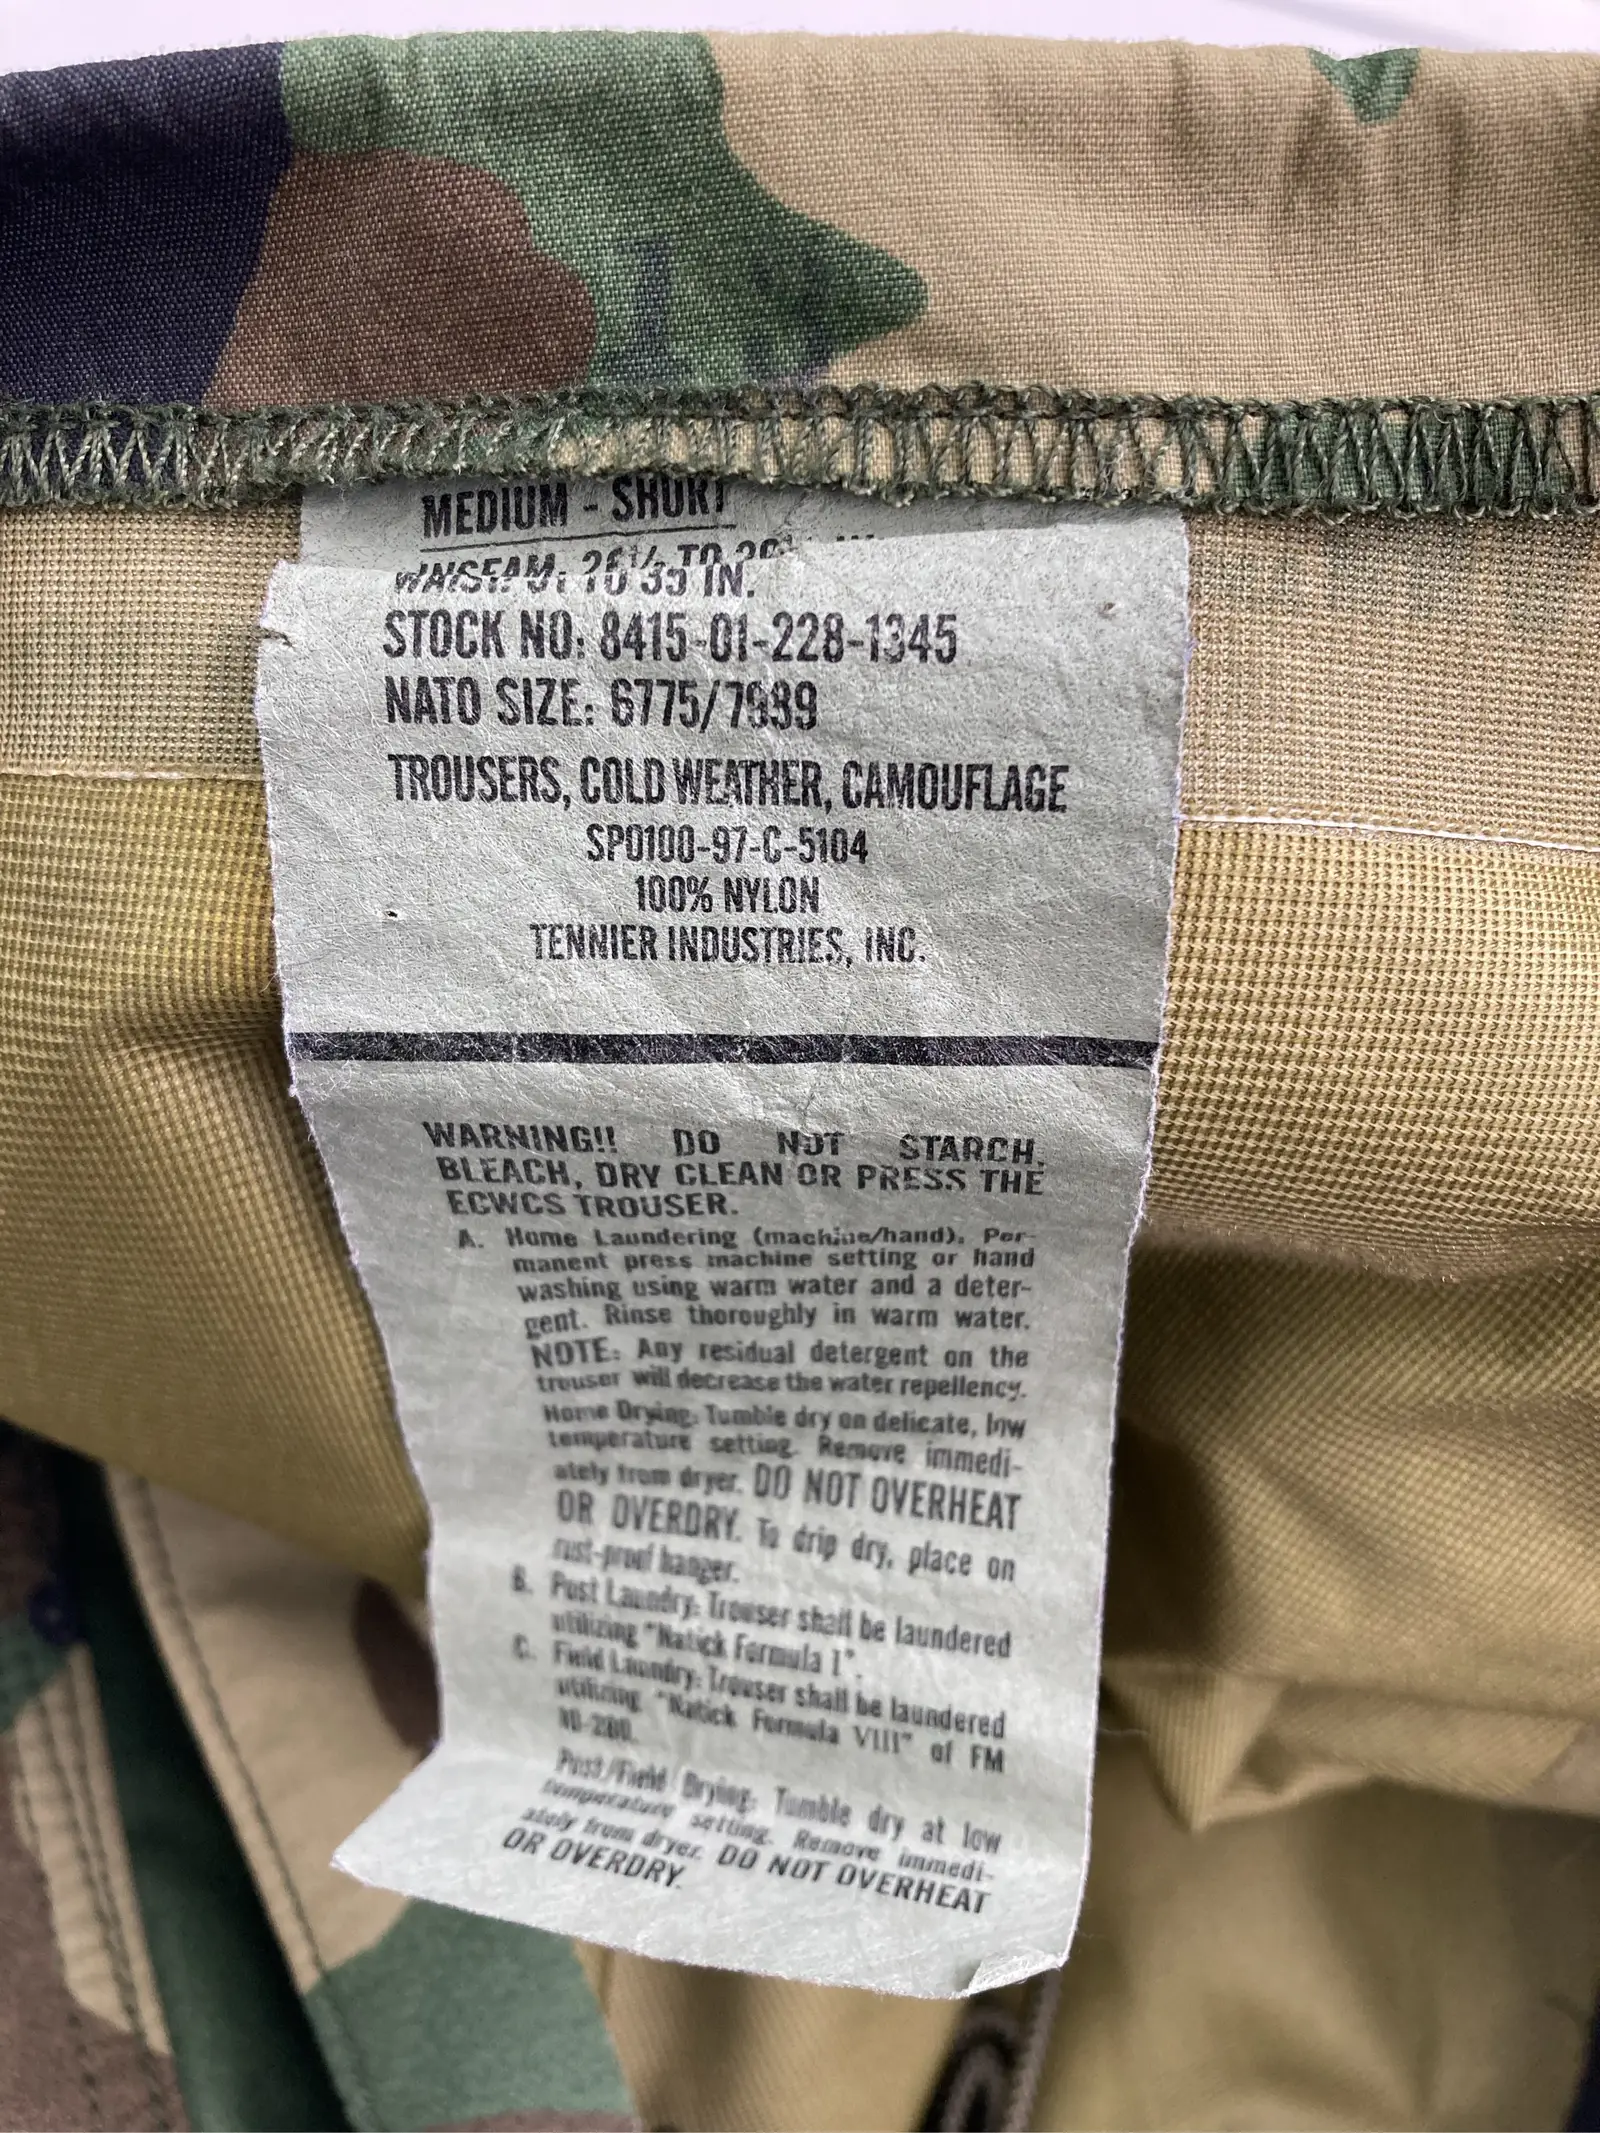 MEDIUM - SHORT
TO 35 IN.
STOCK NO: 8415-01-228-1345
NATO SIZE: 6775/7989
TROUSERS, COLD WEATHER, CAMOUFLAGE
SPO100-97-C-5104
100% NYLON
TENNIER INDUSTRIES, INC.
WARNING!! DO NOT STARCH,
BLEACH, DRY CLEAN OR PRESS THE
ECWCS TROUSER.
A. Home Laundering (machine/hand), Per-
manent press machine setting or hand
washing using warm water and a deter-
gent. Rinse thoroughly in warm water.
NOTE: Any residual detergent on the
trouser will decrease the water repellency.
Home Drying: Tumble dry on delicate, low
temperature setting. Remove immedi-
ately from dryer. DO NOT OVERHEAT
OR OVERDRY. To drip dry, place on
rust-proof hanger.
B. Post Laundry: Trouser shall be laundered
utilizing "Natick Formula I".
C. Field Laundry: Trouser shall be laundered
utilizing "Natick Formula VIII" of FM
10-280.
Post/Field Drying: Tumble dry at low
temperature setting. Remove immedi-
ately from dryer. DO NOT OVERHEAT
OR OVERDRY.